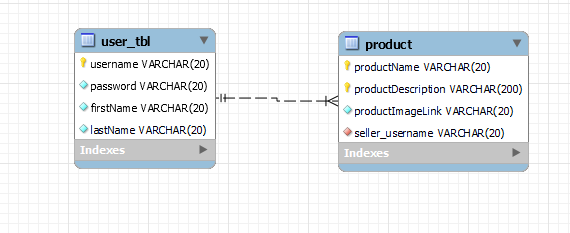 user_tbl
username VARCHAR(20)
password VARCHAR(20)
firstName VARCHAR(20)
lastName VARCHAR(20)
Indexes
product
productName VARCHAR(20)
productDescription VARCHAR(200)
productImageLink VARCHAR(20)
seller_username VARCHAR(20)
Indexes